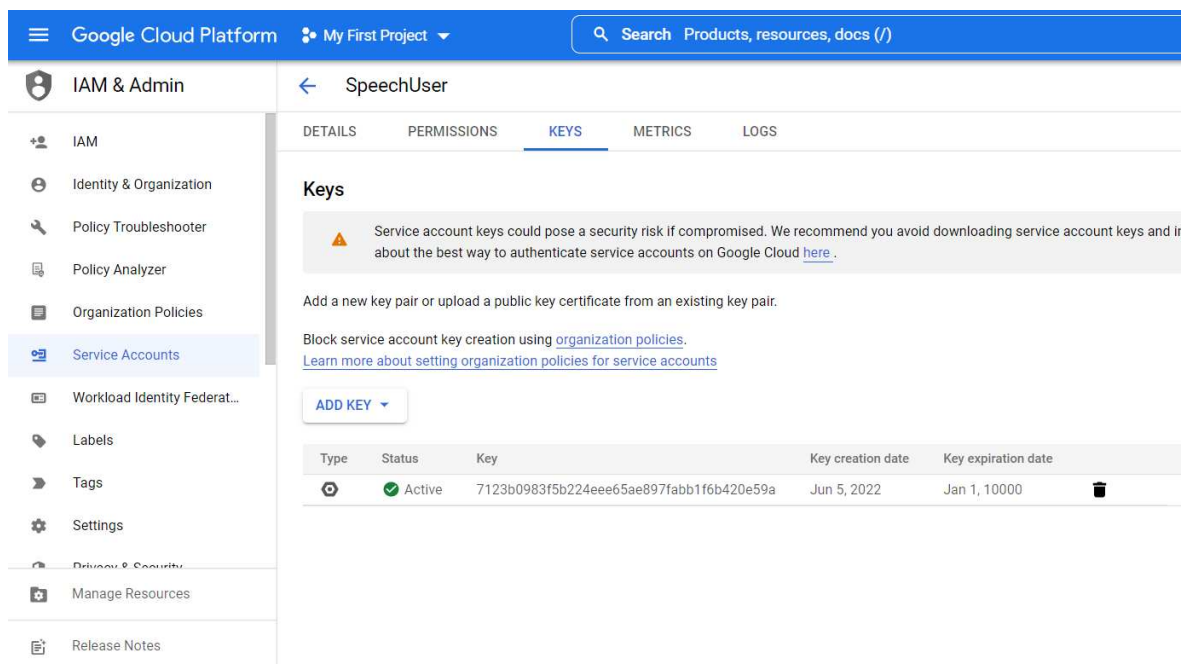 Google Cloud Platform
My First Project
Search Products, resources, docs (/)
IAM & Admin
SpeechUser
IAM
Identity & Organization
Policy Troubleshooter
Policy Analyzer
Organization Policies
Service Accounts
Workload Identity Federat...
Labels
Tags
Settings
Privacy & Security
Manage Resources
Release Notes
DETAILS PERMISSIONS KEYS METRICS LOGS
Keys
Service account keys could pose a security risk if compromised. We recommend you avoid downloading service account keys and
about the best way to authenticate service accounts on Google Cloud here .
Add a new key pair or upload a public key certificate from an existing key pair.
Block service account key creation using organization policies.
Learn more about setting organization policies for service accounts
ADD KEY
Type Status Key Key creation date Key expiration date
Active 7123b0983f5b224eee65ae897fabb1f6b420e59a Jun 5, 2022 Jan 1, 10000